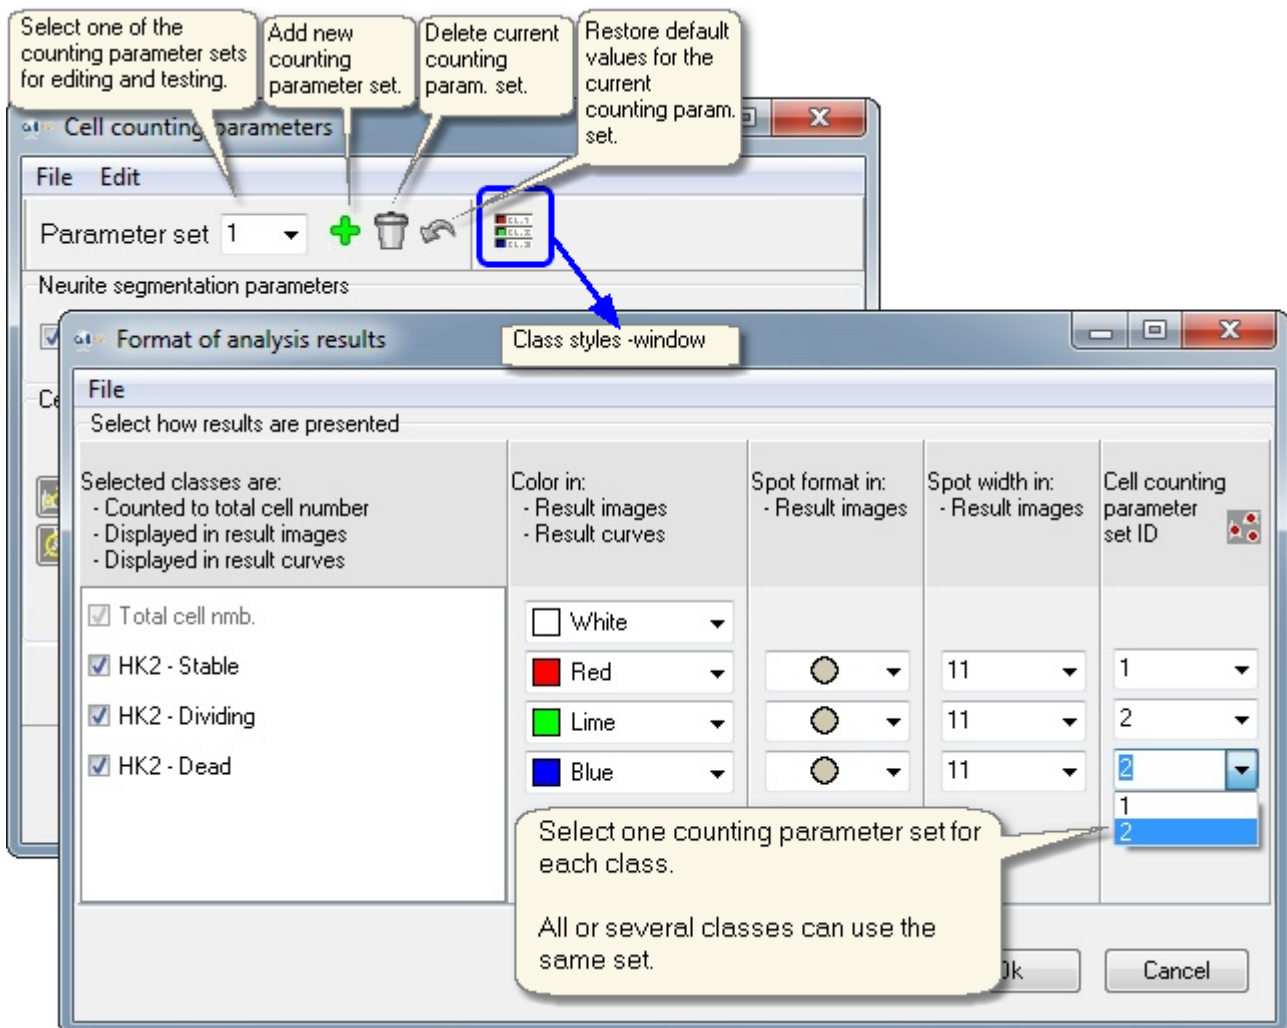 Select one of the
counting parameter sets
for editing and testing.
Add new
counting
parameter set.
Delete current
counting
param. set.
Restore default
values for the
current
counting param.
set.
Cell counting parameters
File Edit
Parameter set 1
CL.1
CL.2
CL.3
Neurite segmentation parameters
Class styles -window
Format of analysis results
File
Select how results are presented
Selected classes are:
- Counted to total cell number
- Displayed in result images
- Displayed in result curves
Color in:
- Result images
- Result curves
Spot format in:
- Result images
Spot width in:
- Result images
Cell counting
parameter
set ID
Total cell nmb. White
HK2 - Stable Red 11 1
HK2 - Dividing Lime 11 2
HK2 - Dead Blue 11 2
1
2
Select one counting parameter set for
each class.
All or several classes can use the
same set.
Cancel